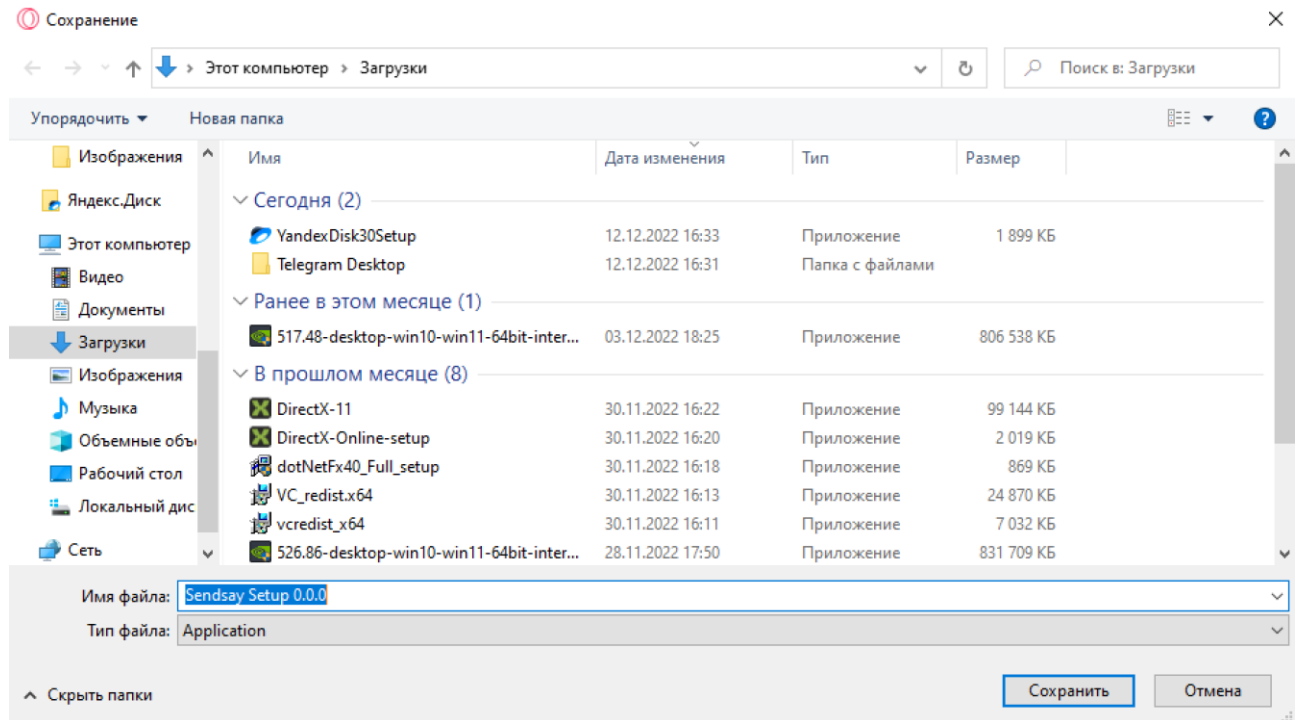 Сохранение
Этот компьютер › Загрузки
Поиск в: Загрузки
Упорядочить
Новая папка
?
Изображения
Яндекс.Диск
Этот компьютер
Видео
Документы
Загрузки
Изображения
Музыка
Объемные объ
Рабочий стол
Локальный дис
Сеть
Имя Дата изменения Тип Размер
Сегодня (2)
YandexDisk30Setup 12.12.2022 16:33 Приложение 1 899 КБ
Telegram Desktop 12.12.2022 16:31 Папка с файлами
Ранее в этом месяце (1)
517.48-desktop-win10-win11-64bit-inter... 03.12.2022 18:25 Приложение 806 538 КБ
В прошлом месяце (8)
DirectX-11 30.11.2022 16:22 Приложение 99 144 КБ
DirectX-Online-setup 30.11.2022 16:20 Приложение 2 019 КБ
dotNetFx40_Full_setup 30.11.2022 16:18 Приложение 869 КБ
VC_redist.x64 30.11.2022 16:13 Приложение 24 870 КБ
vcredist_x64 30.11.2022 16:11 Приложение 7 032 КБ
526.86-desktop-win10-win11-64bit-inter... 28.11.2022 17:50 Приложение 831 709 КБ
Имя файла: Sendsay Setup 0.0.0
Тип файла: Application
Скрыть папки
Сохранить
Отмена